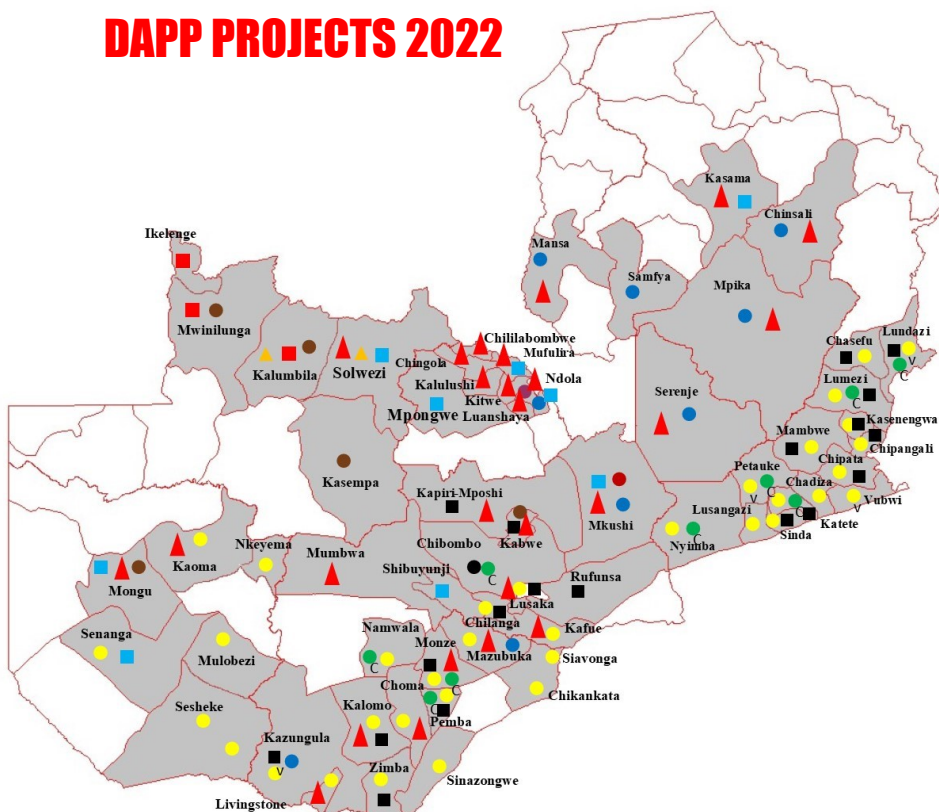 DAPP PROJECTS 2022
Kasama
Chinsali
Ikelenge
Mansa
Samfya
Mpika
Mwinilunga
Lundazi
Chasefu
V
C
Chililabombwe
Mufulira
Chingola
Solwezi
Kalumbila
Kalulushi
Ndola
Kitwe
Luanshaya
Mpongwe
Lumezi
C
Serenje
Kasenengwa
Mambwe
Chipangali
Chipata
Kasempa
Petauke
C
V
Chadiza
C
Vubwi
V
Lusangazi
Katete
Sinda
Kapiri-Mposhi
Mkushi
Kabwe
Nyimba
C
Nkeyema
Mumbwa
Chibombo
C
Kaoma
Shibuyunji
Rufunsa
Mongu
Lusaka
Chilanga
Senanga
Namwala
C
Kafue
Mulobezi
Monze
Mazubuka
Siavonga
Choma
C
Chikankata
C
Sesheke
Kalomo
Pemba
Kazungula
V
Zimba
Sinazongwe
Livingstone